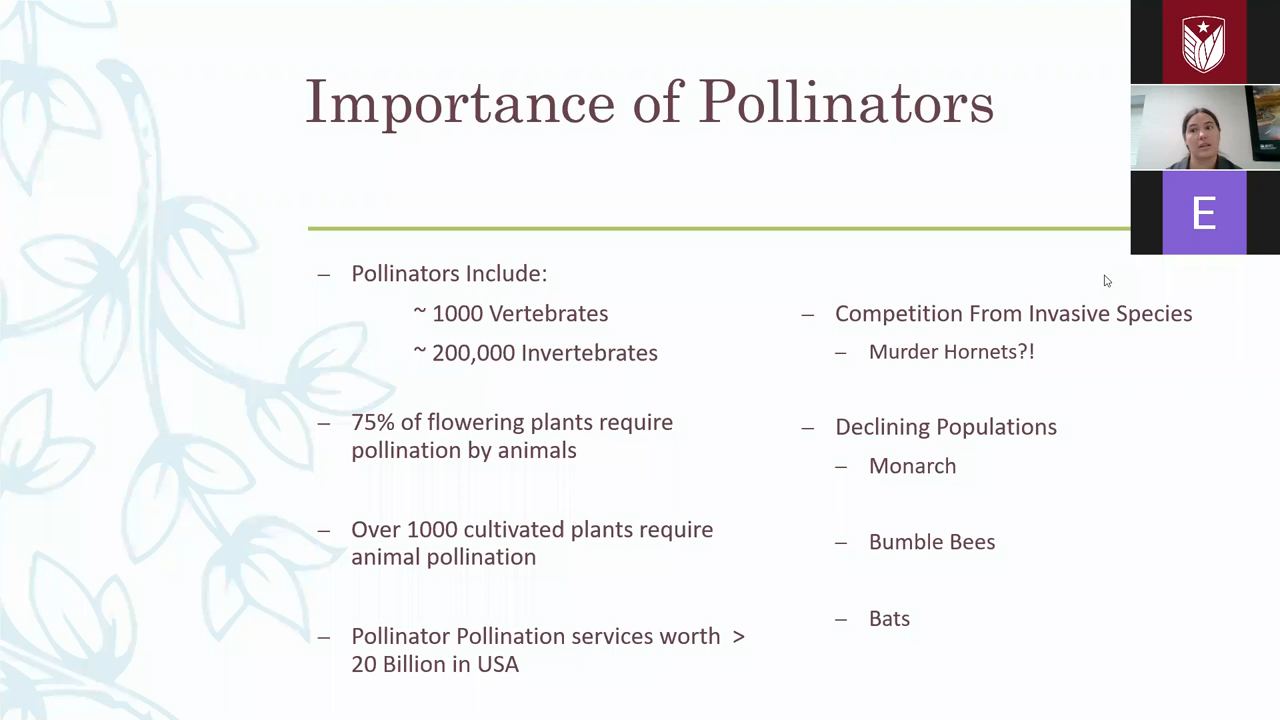 Importance of Pollinators
E
– Pollinators Include:
~ 1000 Vertebrates
~ 200,000 Invertebrates
– 75% of flowering plants require
pollination by animals
– Over 1000 cultivated plants require
animal pollination
– Pollinator Pollination services worth >
20 Billion in USA
– Competition From Invasive Species
– Murder Hornets?!
– Declining Populations
– Monarch
– Bumble Bees
– Bats